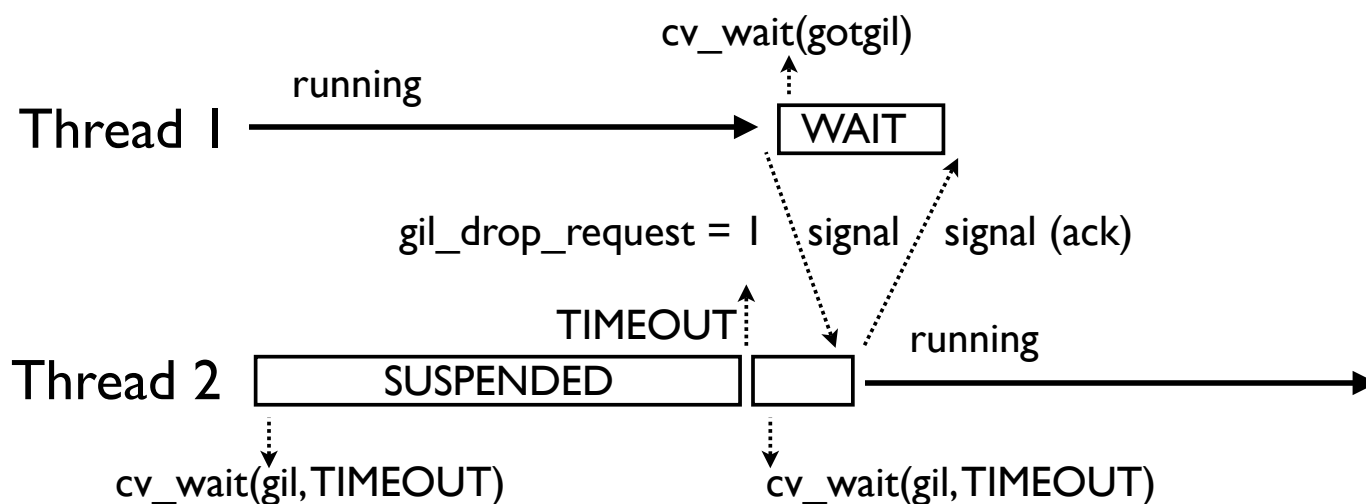 cv_wait(gotgil)
running
Thread 1
WAIT
gil_drop_request = 1
signal
signal (ack)
TIMEOUT
running
Thread 2
SUSPENDED
cv_wait(gil, TIMEOUT)
cv_wait(gil, TIMEOUT)